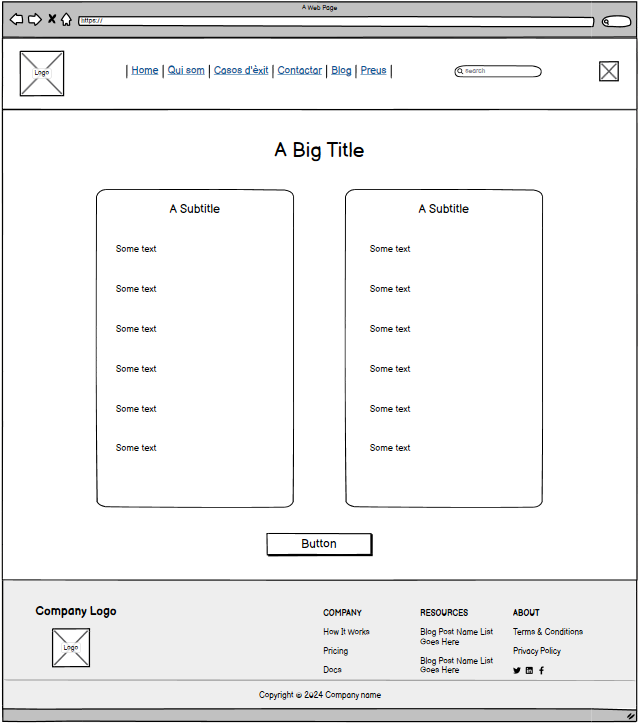 A Web Page
https://
Logo
Home | Qui som | Casos d'èxit | Contactar | Blog | Preus
search
A Big Title
A Subtitle
Some text
Some text
Some text
Some text
Some text
Some text
A Subtitle
Some text
Some text
Some text
Some text
Some text
Some text
Button
Company Logo
Logo
COMPANY
How It Works
Pricing
Docs
RESOURCES
Blog Post Name List
Goes Here
Blog Post Name List
Goes Here
ABOUT
Terms & Conditions
Privacy Policy
Copyright © 2024 Company name